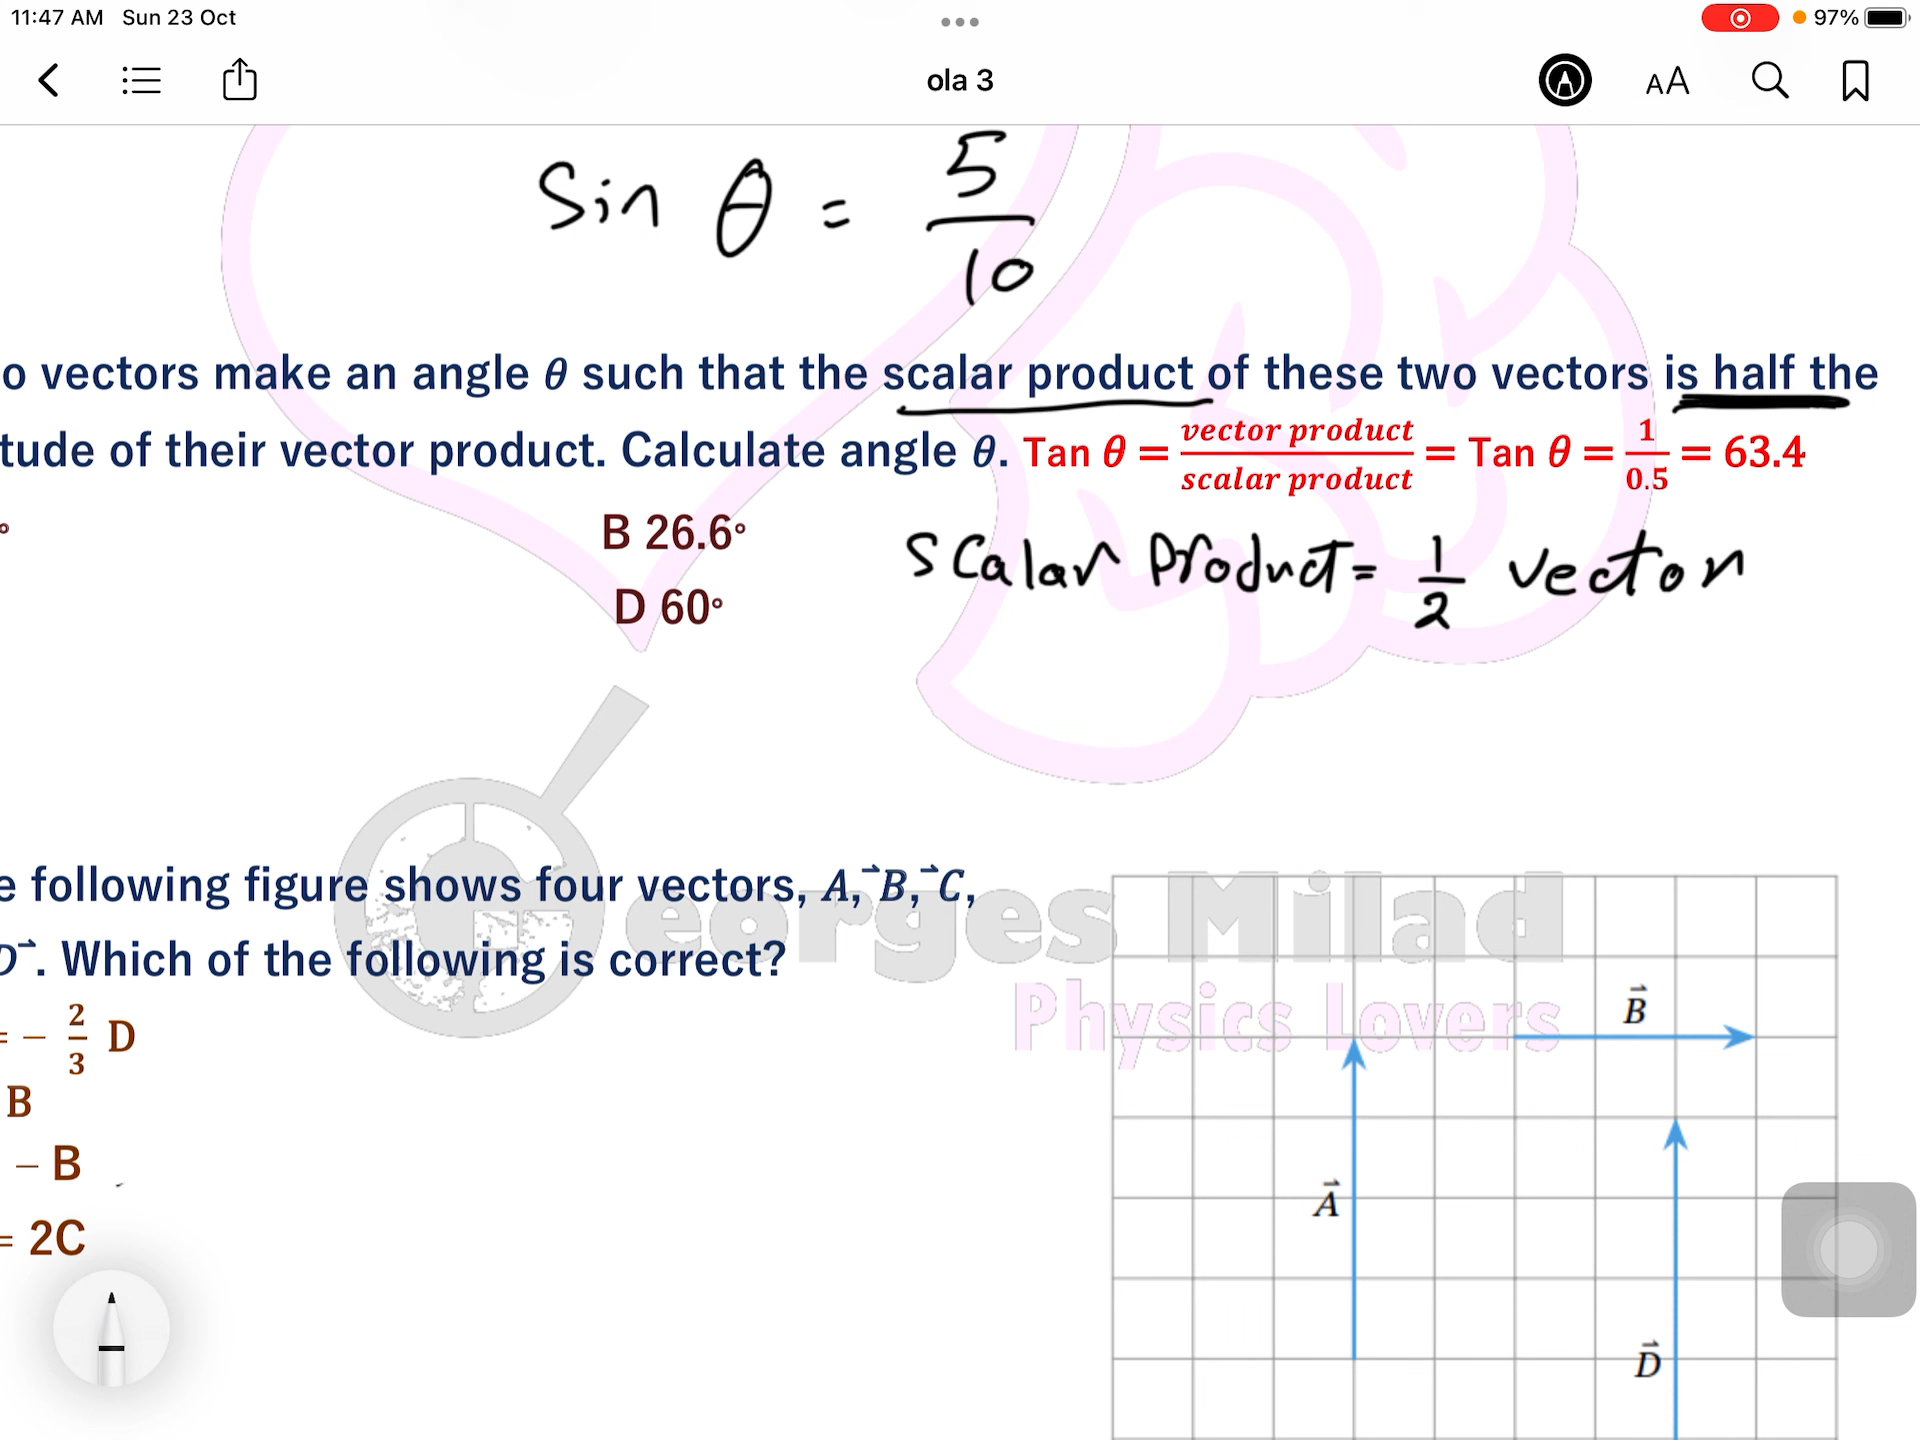 11:47 AM Sun 23 Oct
97%
ola 3
AA
Sin θ = 5/10
o vectors make an angle θ such that the scalar product of these two vectors is half the
tude of their vector product. Calculate angle θ. Tan θ = vector product/scalar product = Tan θ = 1/0.5 = 63.4
°
B 26.6°
scalar product = 1/2 vector
D 60°
e following figure shows four vectors, A,⃗ B,⃗ C,
D⃗. Which of the following is correct?
= − 2/3 D
B
− B
= 2C
Georges Milad
Physics Lovers
B⃗
A⃗
D⃗